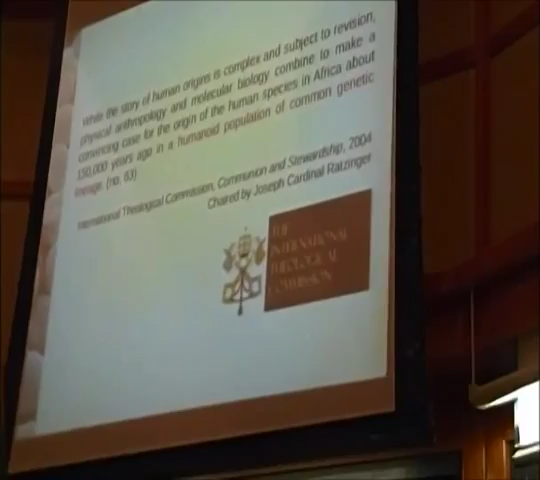 While the story of human origins is complex and subject to revision,
physical anthropology and molecular biology combine to make a
convincing case for the origin of the human species in Africa about
150,000 years ago in a humanoid population of common genetic
lineage. (no. 63)
International Theological Commission, Communion and Stewardship, 2004
Chaired by Joseph Cardinal Ratzinger
THE
INTERNATIONAL
THEOLOGICAL
COMMISSION